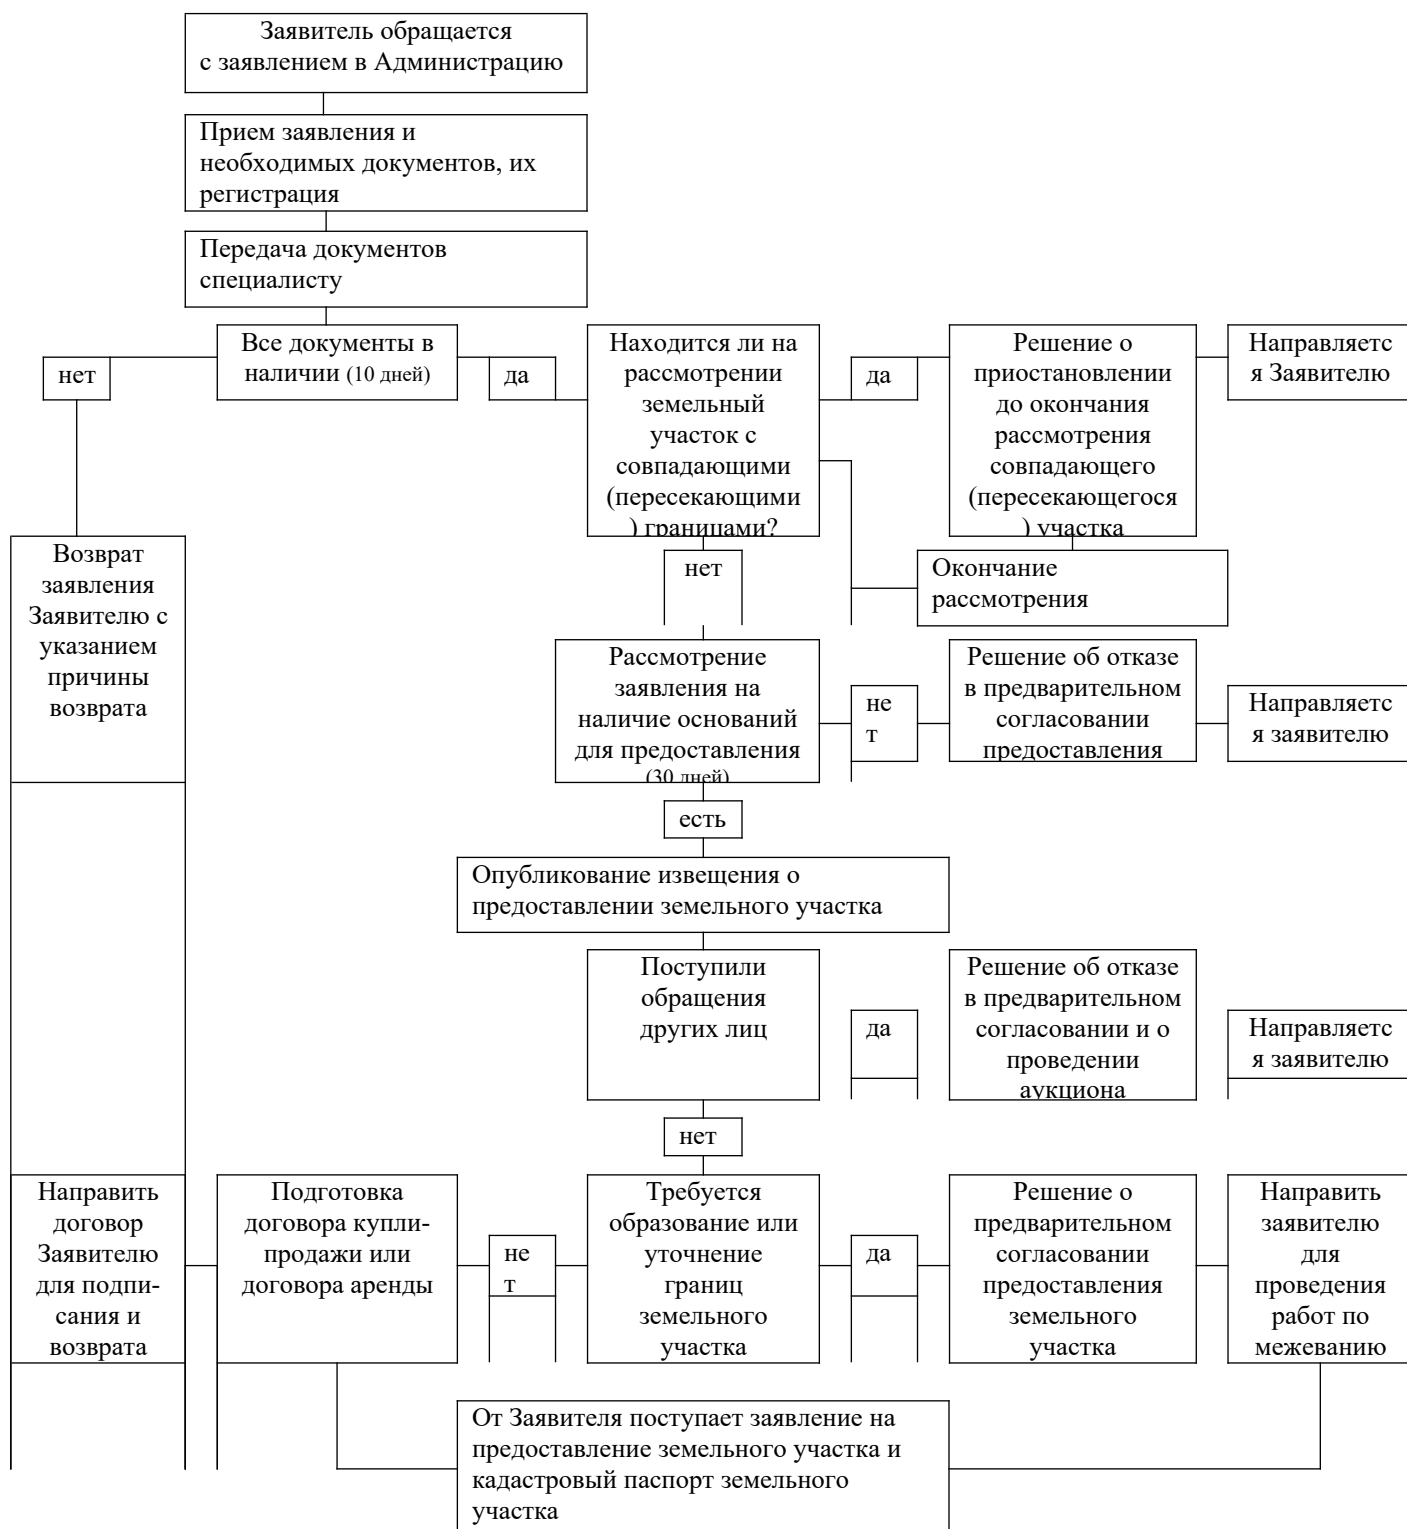 Заявитель обращается
с заявлением в Администрацию
Прием заявления и
необходимых документов, их
регистрация
Передача документов
специалисту
Все документы в
наличии (10 дней)
нет
да
Находится ли на
рассмотрении
земельный
участок с
совпадающими
(пересекающими
) границами?
да
Решение о
приостановлении
до окончания
рассмотрения
совпадающего
(пересекающегося
) участка
Направляетс
я Заявителю
Возврат
заявления
Заявителю с
указанием
причины
возврата
нет
Окончание
рассмотрения
Рассмотрение
заявления на
наличие оснований
для предоставления
(30 дней)
не
т
Решение об отказе
в предварительном
согласовании
предоставления
Направляетс
я заявителю
есть
Опубликование извещения о
предоставлении земельного участка
Поступили
обращения
других лиц
да
Решение об отказе
в предварительном
согласовании и о
проведении
аукциона
Направляетс
я заявителю
нет
Направить
договор
Заявителю
для подпи-
сания и
возврата
Подготовка
договора купли-
продажи или
договора аренды
не
т
Требуется
образование или
уточнение
границ
земельного
участка
да
Решение о
предварительном
согласовании
предоставления
земельного
участка
Направить
заявителю
для
проведения
работ по
межеванию
От Заявителя поступает заявление на
предоставление земельного участка и
кадастровый паспорт земельного
участка